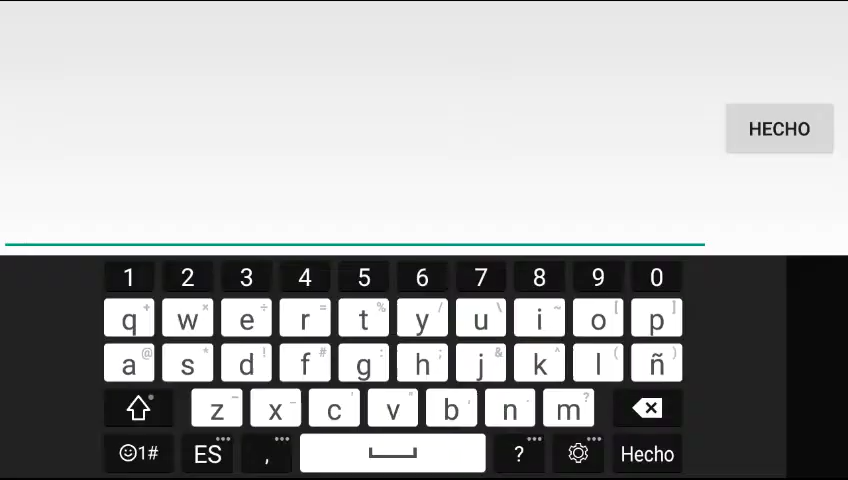 HECHO
1 2 3 4 5 6 7 8 9 0
q + w × e ÷ r = t % y / u \ i ~ o [ p ]
a @ s * d ! f # g : h ; j & k ^ l ( ñ )
z ~ x _ c ' v " b , n . m ?
☺1# ES , ? Hecho